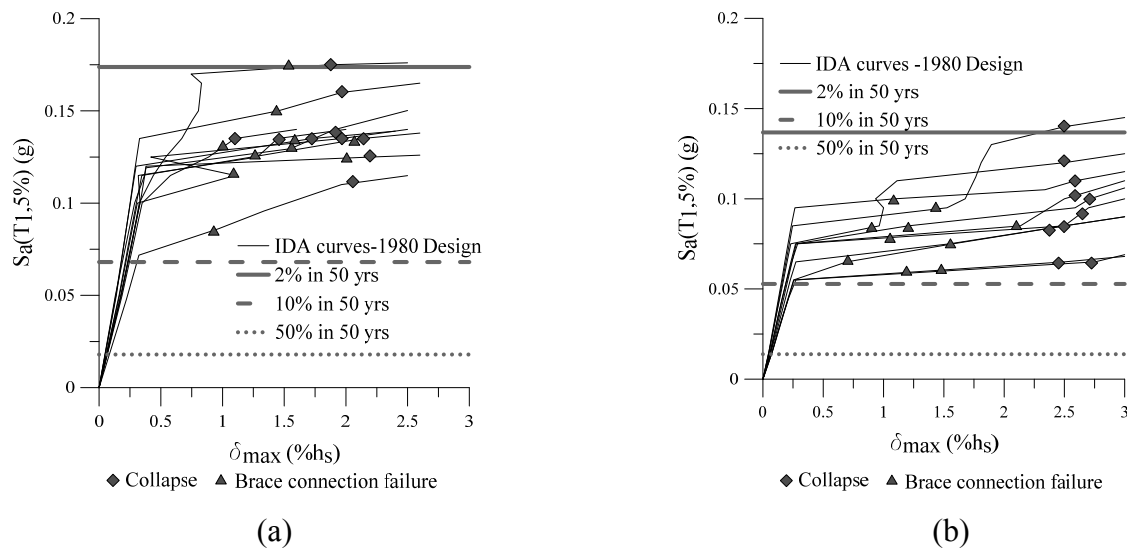 0.2
0.15
0.1
0.05
0
Sa(T1,5%) (g)
IDA curves-1980 Design
2% in 50 yrs
10% in 50 yrs
50% in 50 yrs
0 0.5 1 1.5 2 2.5 3
δmax (%hs)
Collapse Brace connection failure
(a)
0.2
0.15
0.1
0.05
0
Sa(T1,5%) (g)
IDA curves -1980 Design
2% in 50 yrs
10% in 50 yrs
50% in 50 yrs
0 0.5 1 1.5 2 2.5 3
δmax (%hs)
Collapse Brace connection failure
(b)